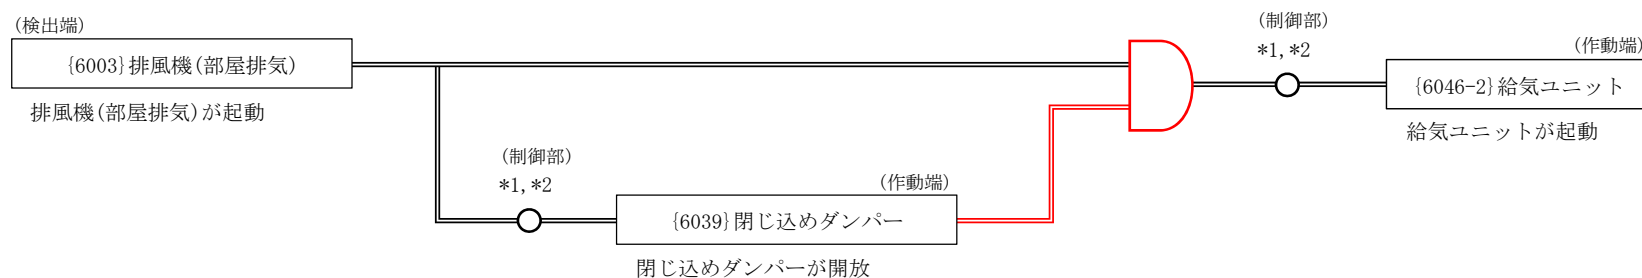 (検出端)
{6003}排風機(部屋排気)
排風機(部屋排気)が起動
(制御部)
*1,*2
(作動端)
{6039}閉じ込めダンパー
閉じ込めダンパーが開放
(制御部)
*1,*2
(作動端)
{6046-2}給気ユニット
給気ユニットが起動